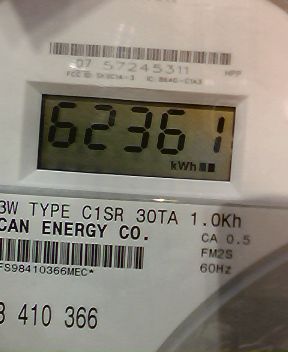 07 57245311
HPP
62361
kWh
3W TYPE C1SR 30TA 1.0Kh
CAN ENERGY CO.
CA 0.5
FM2S
FS98410366MEC*
60Hz
410 366